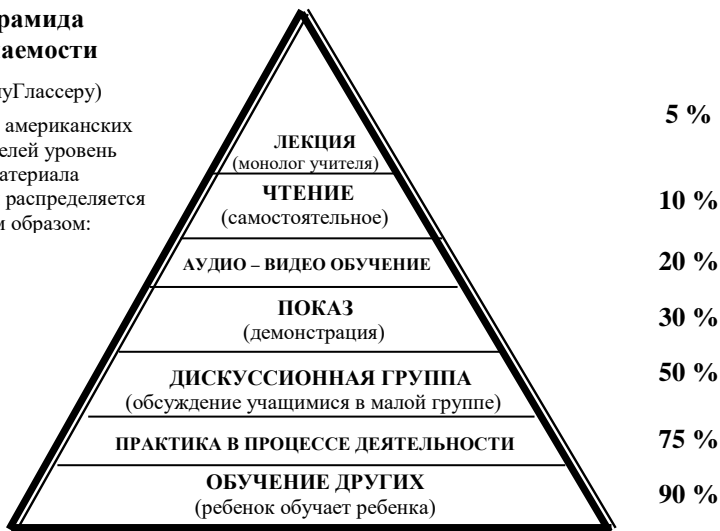 рамида
аемости
уГлассеру)
американских
елей уровень
атериала
распределяется
м образом:
ЛЕКЦИЯ
(монолог учителя)
5 %
ЧТЕНИЕ
(самостоятельное)
10 %
АУДИО – ВИДЕО ОБУЧЕНИЕ
20 %
ПОКАЗ
(демонстрация)
30 %
ДИСКУССИОННАЯ ГРУППА
(обсуждение учащимися в малой группе)
50 %
ПРАКТИКА В ПРОЦЕССЕ ДЕЯТЕЛЬНОСТИ
75 %
ОБУЧЕНИЕ ДРУГИХ
(ребенок обучает ребенка)
90 %